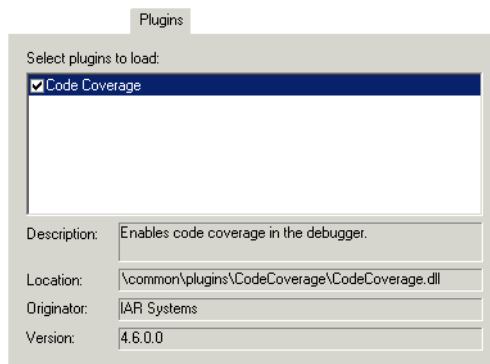 Plugins
Select plugins to load:
Code Coverage
Description: Enables code coverage in the debugger.
Location: \common\plugins\CodeCoverage\CodeCoverage.dll
Originator: IAR Systems
Version: 4.6.0.0